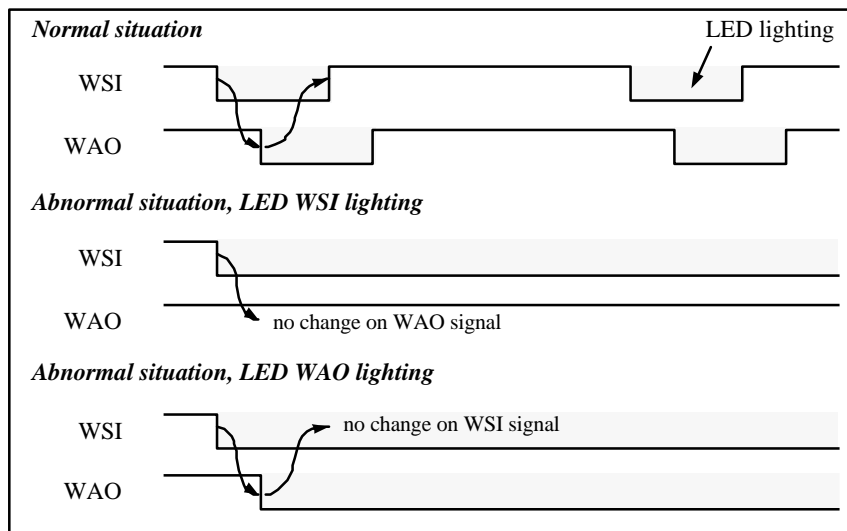 Normal situation
LED lighting
WSI
WAO
Abnormal situation, LED WSI lighting
WSI
WAO
no change on WAO signal
Abnormal situation, LED WAO lighting
WSI
no change on WSI signal
WAO